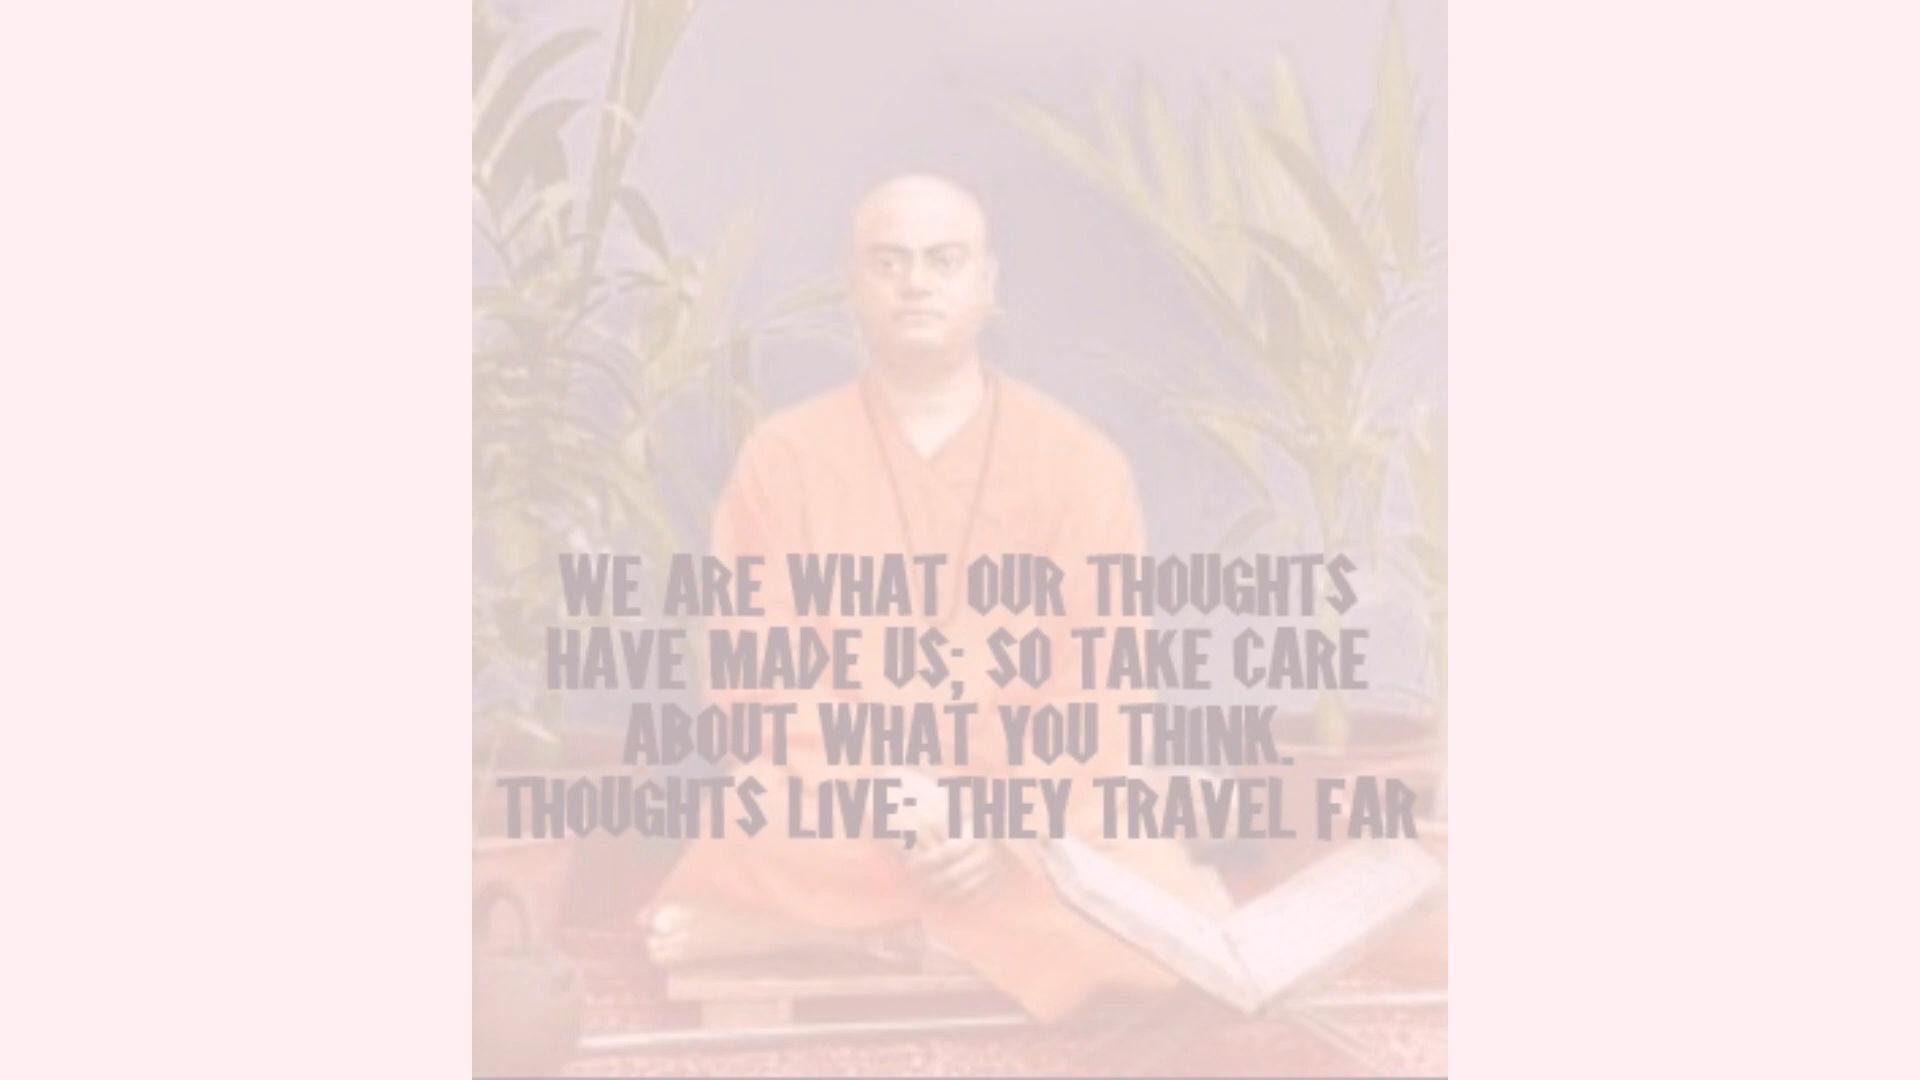 WE ARE WHAT OUR THOUGHTS
HAVE MADE US; SO TAKE CARE
ABOUT WHAT YOU THINK.
THOUGHTS LIVE; THEY TRAVEL FAR